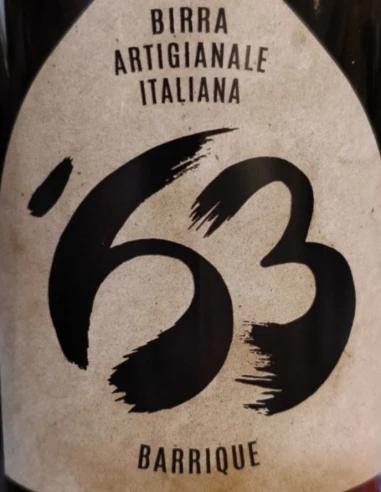 BIRRA
ARTIGIANALE
ITALIANA
'63
BARRIQUE